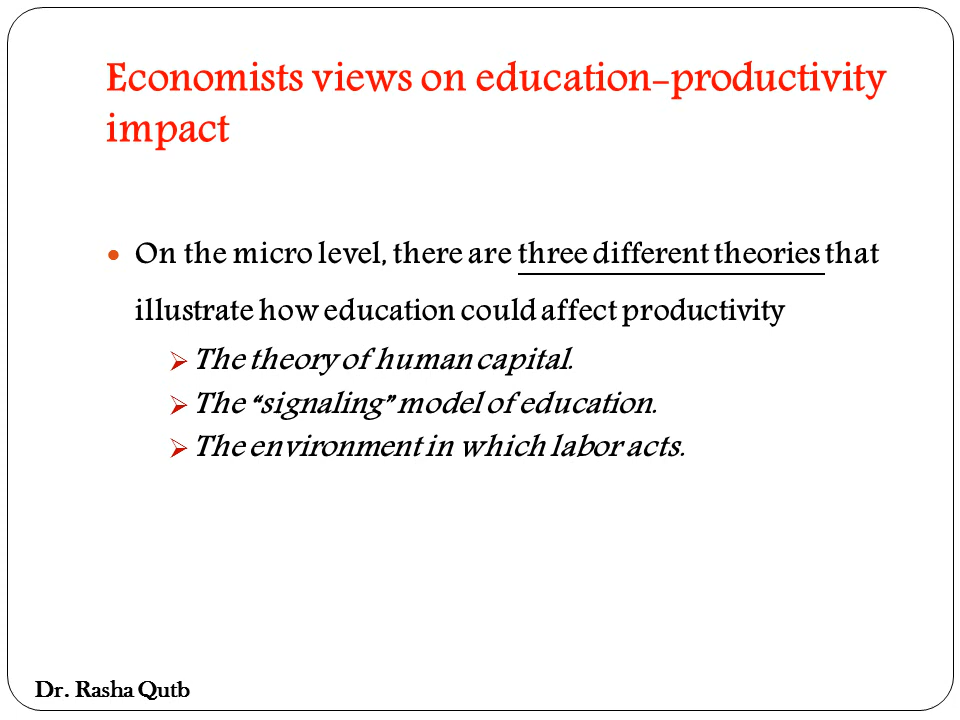 Economists views on education-productivity
impact
• On the micro level, there are three different theories that
illustrate how education could affect productivity
➢ The theory of human capital.
➢ The “signaling” model of education.
➢ The environment in which labor acts.
Dr. Rasha Qutb